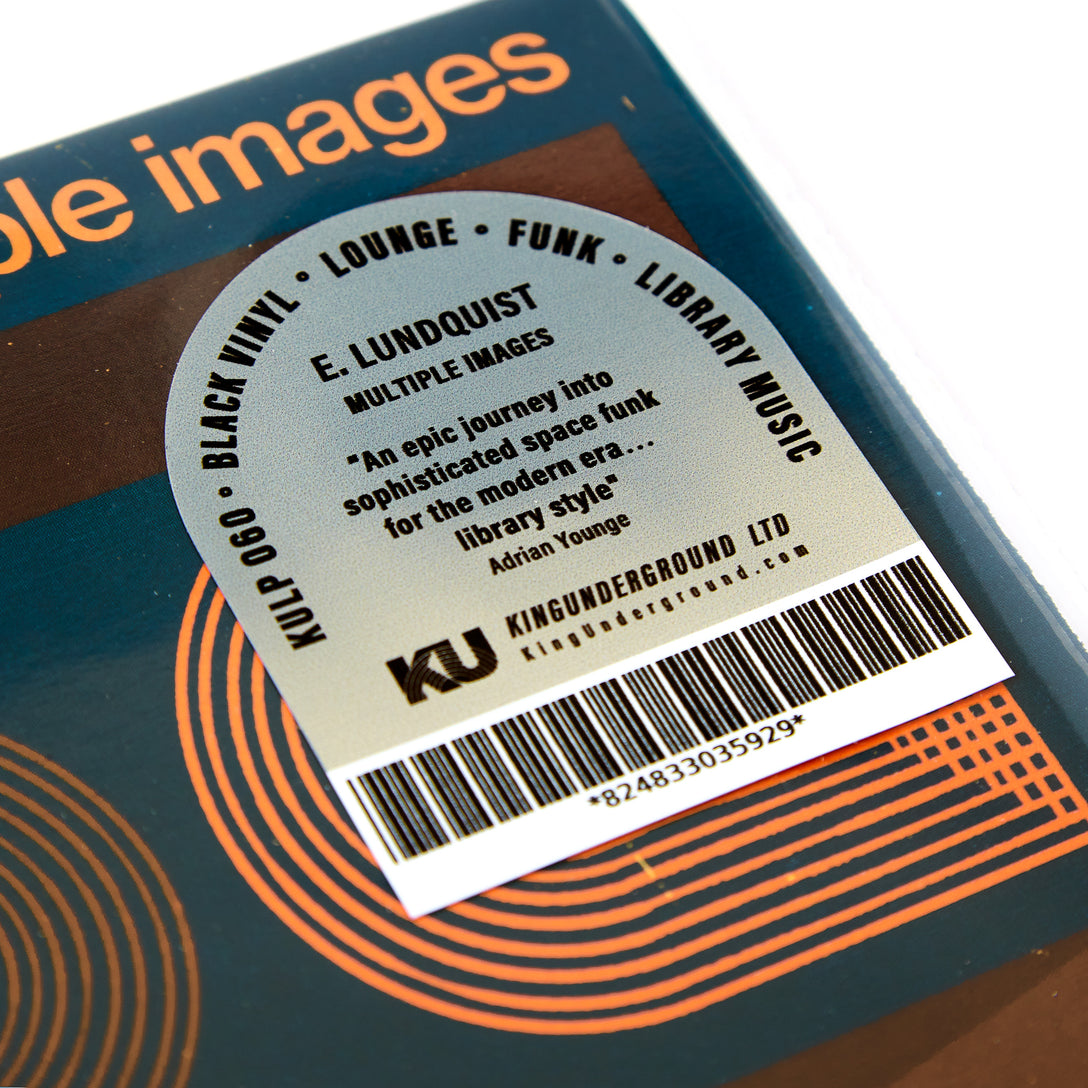 ple images
KULP 060 • BLACK VINYL • LOUNGE • FUNK • LIBRARY MUSIC
E. LUNDQUIST
MULTIPLE IMAGES
"An epic journey into
sophisticated space funk
for the modern era...
library style"
Adrian Younge
KU
KINGUNDERGROUND LTD
KingUnderground.com
*824833035929*